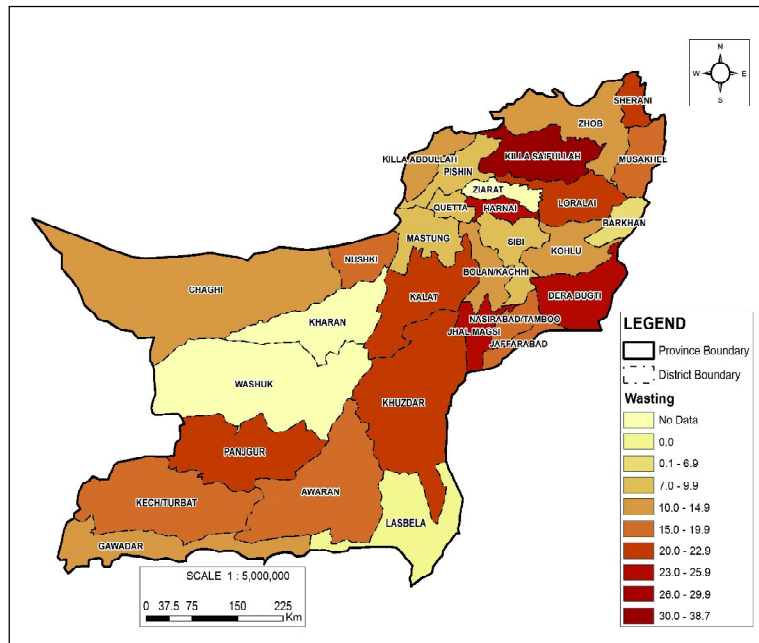 N
W E
S
SHERANI
ZHOB
KILLA ABDULLAH
KILLA SAIFULLAH
MUSAKHEL
PISHIN
ZIARAT
QUETTA
HARNAI
LORALAI
BARKHAN
MASTUNG
SIBI
KOHLU
NUSHKI
BOLAN/KACHHI
CHAGHI
KALAT
DERA BUGTI
KHARAN
NASIRABAD/TAMBOO
JHAL MAGSI
JAFFARABAD
WASHUK
KHUZDAR
PANJGUR
KECH/TURBAT
AWARAN
LASBELA
GAWADAR
SCALE 1 : 5,000,000
0 37.5 75 150 225
Km
LEGEND
Province Boundary
District Boundary
Wasting
No Data
0.0
0.1 - 6.9
7.0 - 9.9
10.0 - 14.9
15.0 - 19.9
20.0 - 22.9
23.0 - 25.9
26.0 - 29.9
30.0 - 38.7